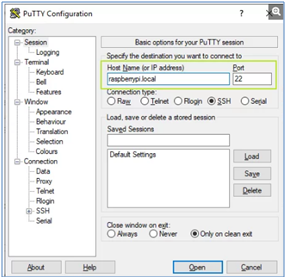 PuTTY Configuration
?
Category:
Session
Logging
Terminal
Keyboard
Bell
Features
Window
Appearance
Behaviour
Translation
Selection
Colours
Connection
Data
Proxy
Telnet
Rlogin
SSH
Serial
Basic options for your PuTTY session
Specify the destination you want to connect to
Host Name (or IP address) Port
raspberrypi.local 22
Connection type:
Raw Telnet Rlogin SSH Serial
Load, save or delete a stored session
Saved Sessions
Default Settings
Load
Save
Delete
Close window on exit:
Always Never Only on clean exit
About Help Open Cancel